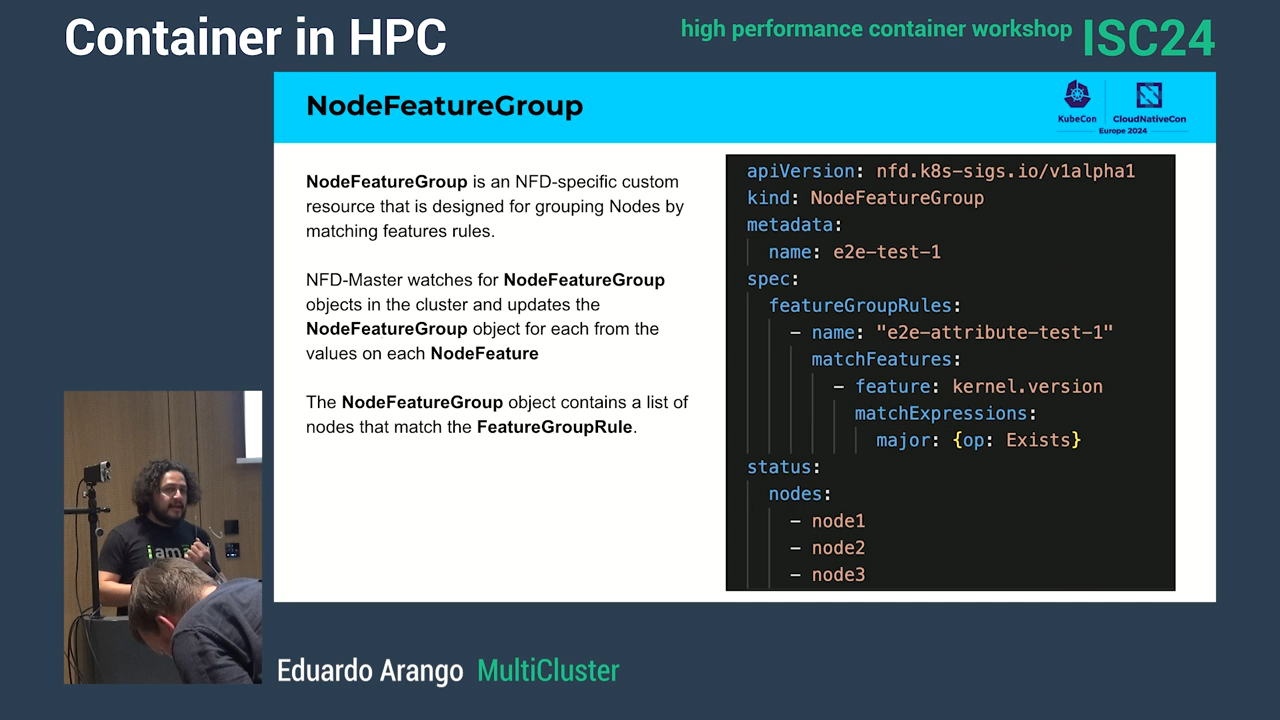 Container in HPC
high performance container workshop ISC24
NodeFeatureGroup
KubeCon
CloudNativeCon
Europe 2024
NodeFeatureGroup is an NFD-specific custom
resource that is designed for grouping Nodes by
matching features rules.
NFD-Master watches for NodeFeatureGroup
objects in the cluster and updates the
NodeFeatureGroup object for each from the
values on each NodeFeature
The NodeFeatureGroup object contains a list of
nodes that match the FeatureGroupRule.
apiVersion: nfd.k8s-sigs.io/v1alpha1
kind: NodeFeatureGroup
metadata:
name: e2e-test-1
spec:
featureGroupRules:
- name: "e2e-attribute-test-1"
matchFeatures:
- feature: kernel.version
matchExpressions:
major: {op: Exists}
status:
nodes:
- node1
- node2
- node3
i am
Eduardo Arango MultiCluster